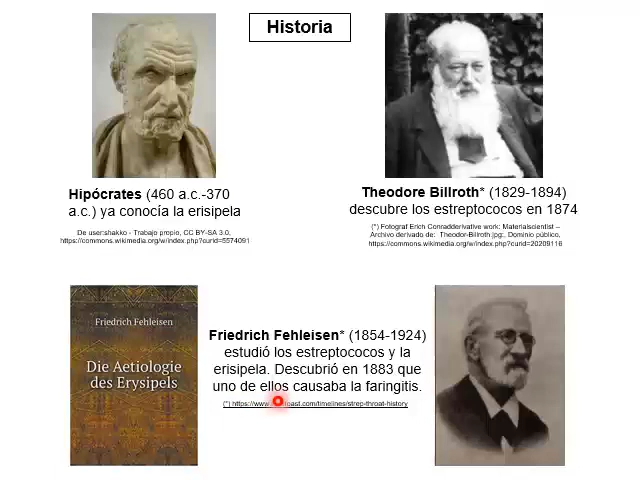 Historia
Hipócrates (460 a.c.-370
a.c.) ya conocía la erisipela
De user:shakko - Trabajo propio, CC BY-SA 3.0,
https://commons.wikimedia.org/w/index.php?curid=5574091
Theodore Billroth* (1829-1894)
descubre los estreptococos en 1874
(*) Fotograf Erich Conradderivative work: Materialscientist –
Archivo derivado de: Theodor-Billroth.jpg:, Dominio público,
https://commons.wikimedia.org/w/index.php?curid=20209116
Friedrich Fehleisen
Die Aetiologie
des Erysipels
Friedrich Fehleisen* (1854-1924)
estudió los estreptococos y la
erisipela. Descubrió en 1883 que
uno de ellos causaba la faringitis.
(*) https://www.
oast.com/timelines/strep-throat-history